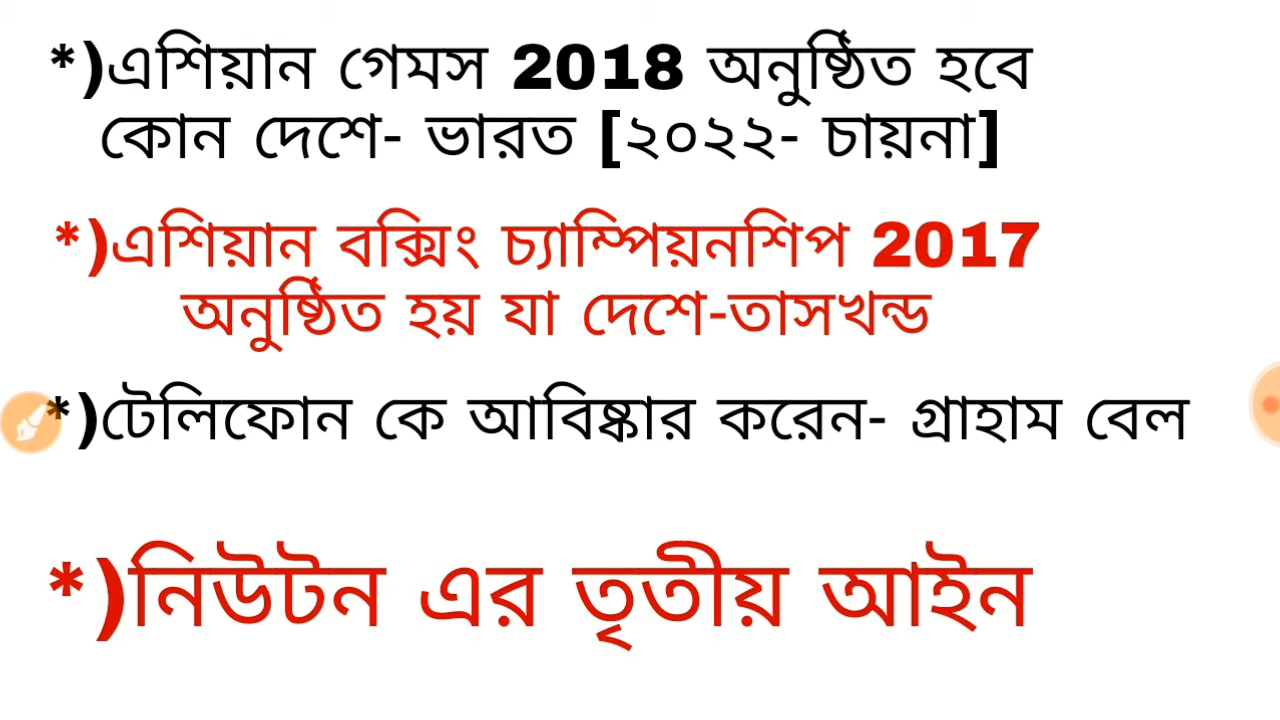 *)এশিয়ান গেমস 2018 অনুষ্ঠিত হবে
কোন দেশে- ভারত [২০২২- চায়না]
*)এশিয়ান বক্সিং চ্যাম্পিয়নশিপ 2017
অনুষ্ঠিত হয় যা দেশে-তাসখন্ড
*)টেলিফোন কে আবিষ্কার করেন- গ্রাহাম বেল
*)নিউটন এর তৃতীয় আইন